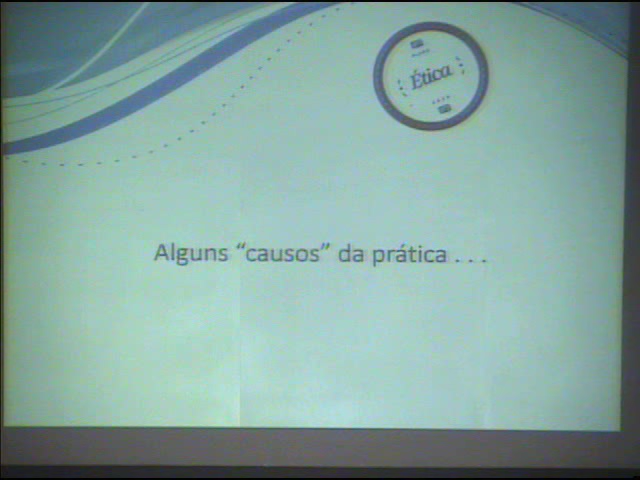 Ética
Alguns “causos” da prática . . .